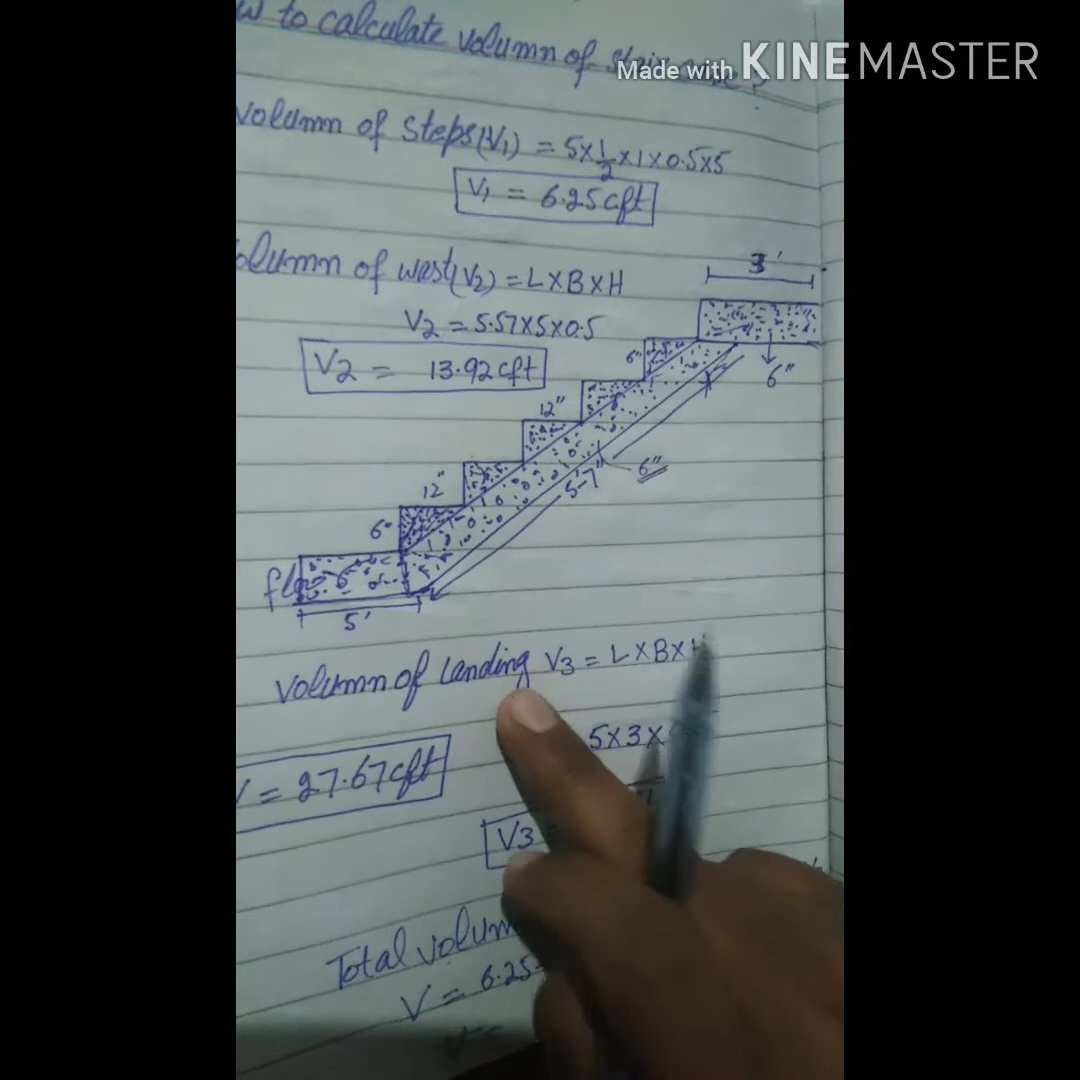 w to calculate volumn of
Made with KINEMASTER
volumn of steps(V1) = 5×1/2×1×0.5×5
V1 = 6.25cft
olumn of wast(V2) = L×B×H
V2 = 5.57×5×0.5
V2 = 13.92cft
3'
6"
6"
12"
12"
6"
5'-7"
6"
5'
volumn of landing V3 = L×B×
5×3×
V = 27.67cft
V3 =
Total volum
V = 6.25
V=